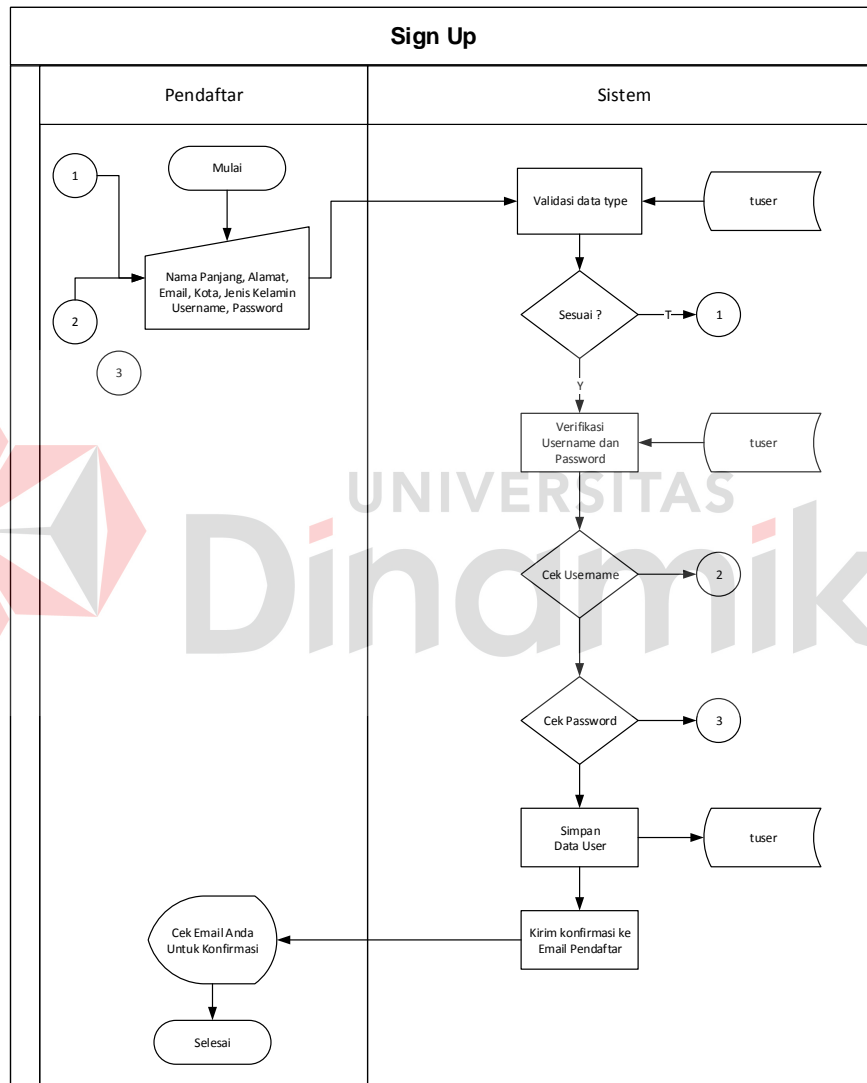 Sign Up
Pendaftar
Sistem
1
Mulai
Validasi data type
tuser
Nama Panjang, Alamat,
Email, Kota, Jenis Kelamin
Username, Password
2
Sesuai ?
T
1
3
Y
Verifikasi
Username dan
Password
tuser
UNIVERSITAS
Dinamik
Cek Username
2
Cek Password
3
Simpan
Data User
tuser
Cek Email Anda
Untuk Konfirmasi
Kirim konfirmasi ke
Email Pendaftar
Selesai